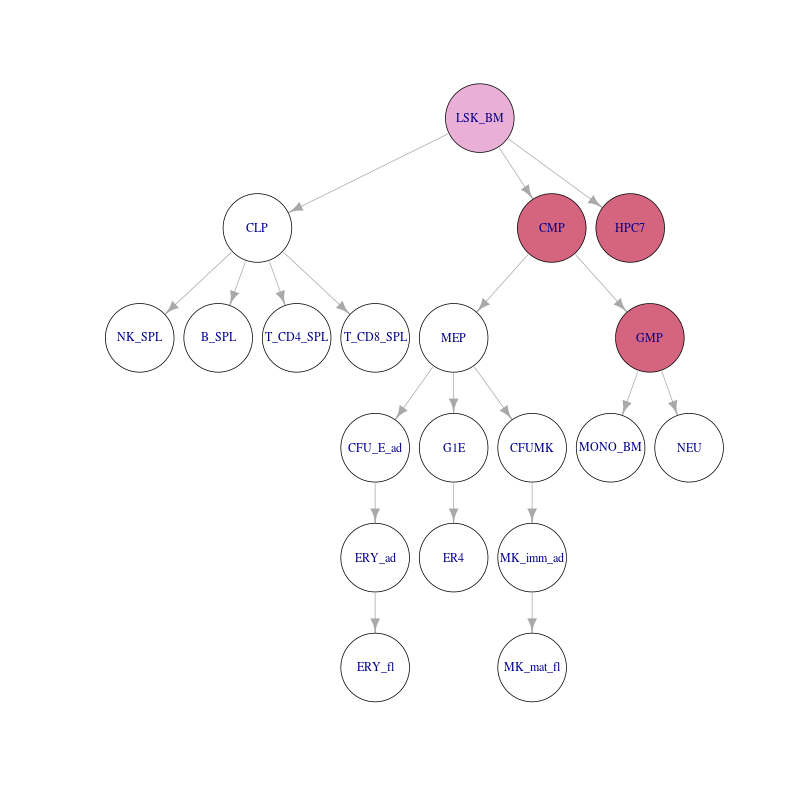 LSK_BM
CLP
CMP
HPC7
NK_SPL
B_SPL
T_CD4_SPL
T_CD8_SPL
MEP
GMP
CFU_E_ad
G1E
CFUMK
MONO_BM
NEU
ERY_ad
ER4
MK_imm_ad
ERY_fl
MK_mat_fl